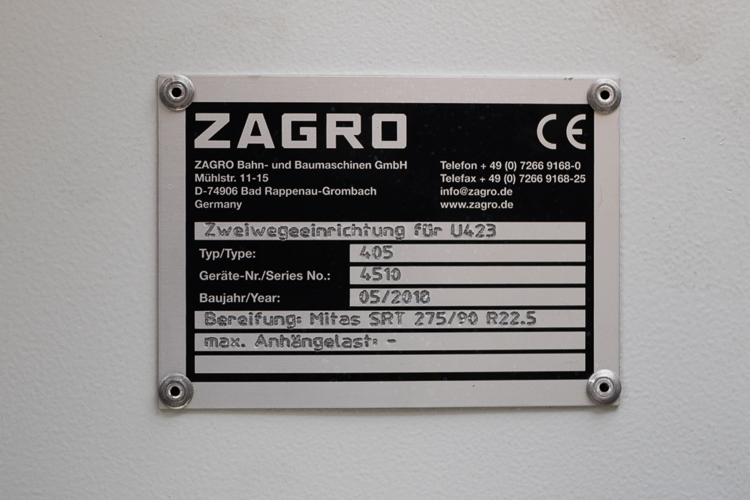 ZAGRO CE
ZAGRO Bahn- und Baumaschinen GmbH
Mühlstr. 11-15
D-74906 Bad Rappenau-Grombach
Germany
Telefon + 49 (0) 7266 9168-0
Telefax + 49 (0) 7266 9168-25
info@zagro.de
www.zagro.de
Zweiwegeeinrichtung für U423
Typ/Type: 405
Geräte-Nr./Series No.: 4510
Baujahr/Year: 05/2018
Bereifung: Mitas SRT 275/90 R22.5
max. Anhängelast: -